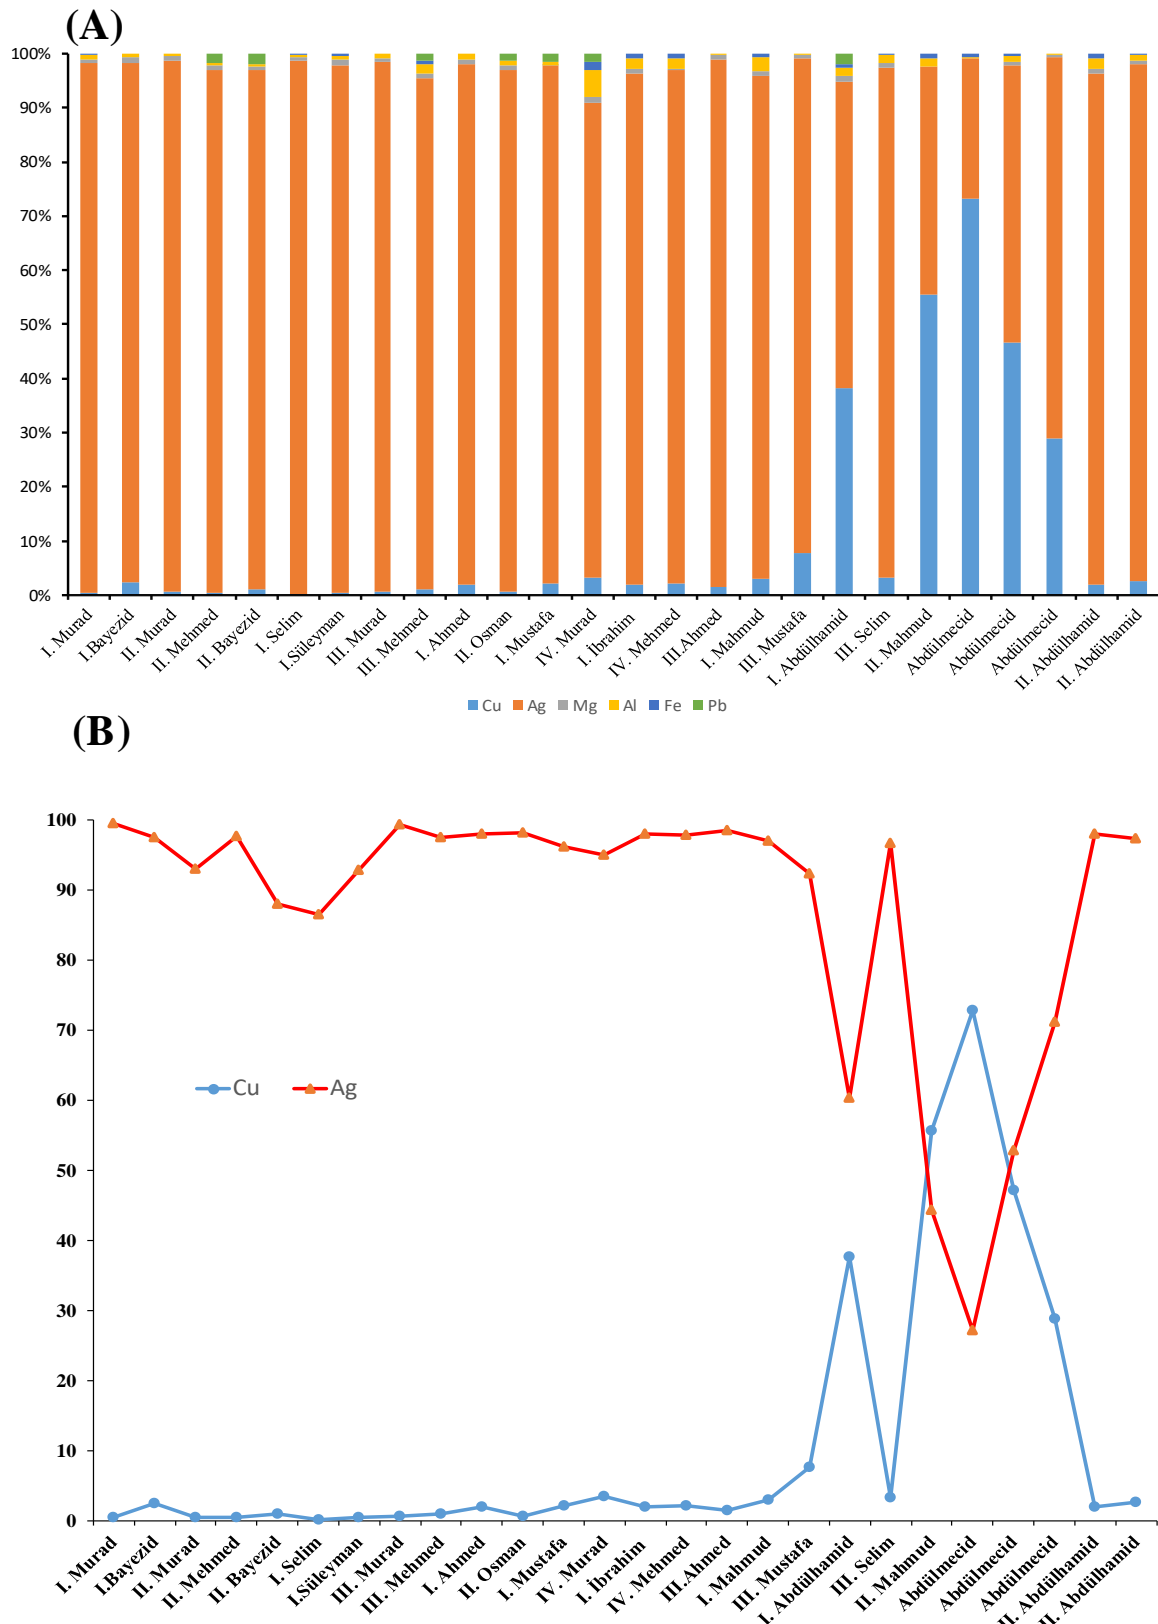 (A)
100%
90%
80%
70%
60%
50%
40%
30%
20%
10%
0%
I. Murad
I.Bayezid
II. Murad
II. Mehmed
II. Bayezid
I. Selim
I.Süleyman
III. Murad
III. Mehmed
I. Ahmed
II. Osman
I. Mustafa
IV. Murad
I. İbrahim
IV. Mehmed
III.Ahmed
I. Mahmud
III. Mustafa
I. Abdülhamid
III. Selim
II. Mahmud
Abdülmecid
Abdülmecid
Abdülmecid
II. Abdülhamid
II. Abdülhamid
Cu Ag Mg Al Fe Pb
(B)
100
90
80
70
60
50
40
30
20
10
0
Cu Ag
I. Murad
I.Bayezid
II. Murad
II. Mehmed
II. Bayezid
I. Selim
I.Süleyman
III. Murad
III. Mehmed
I. Ahmed
II. Osman
I. Mustafa
IV. Murad
I. İbrahim
IV. Mehmed
III.Ahmed
I. Mahmud
III. Mustafa
I. Abdülhamid
III. Selim
II. Mahmud
Abdülmecid
Abdülmecid
Abdülmecid
II. Abdülhamid
II. Abdülhamid